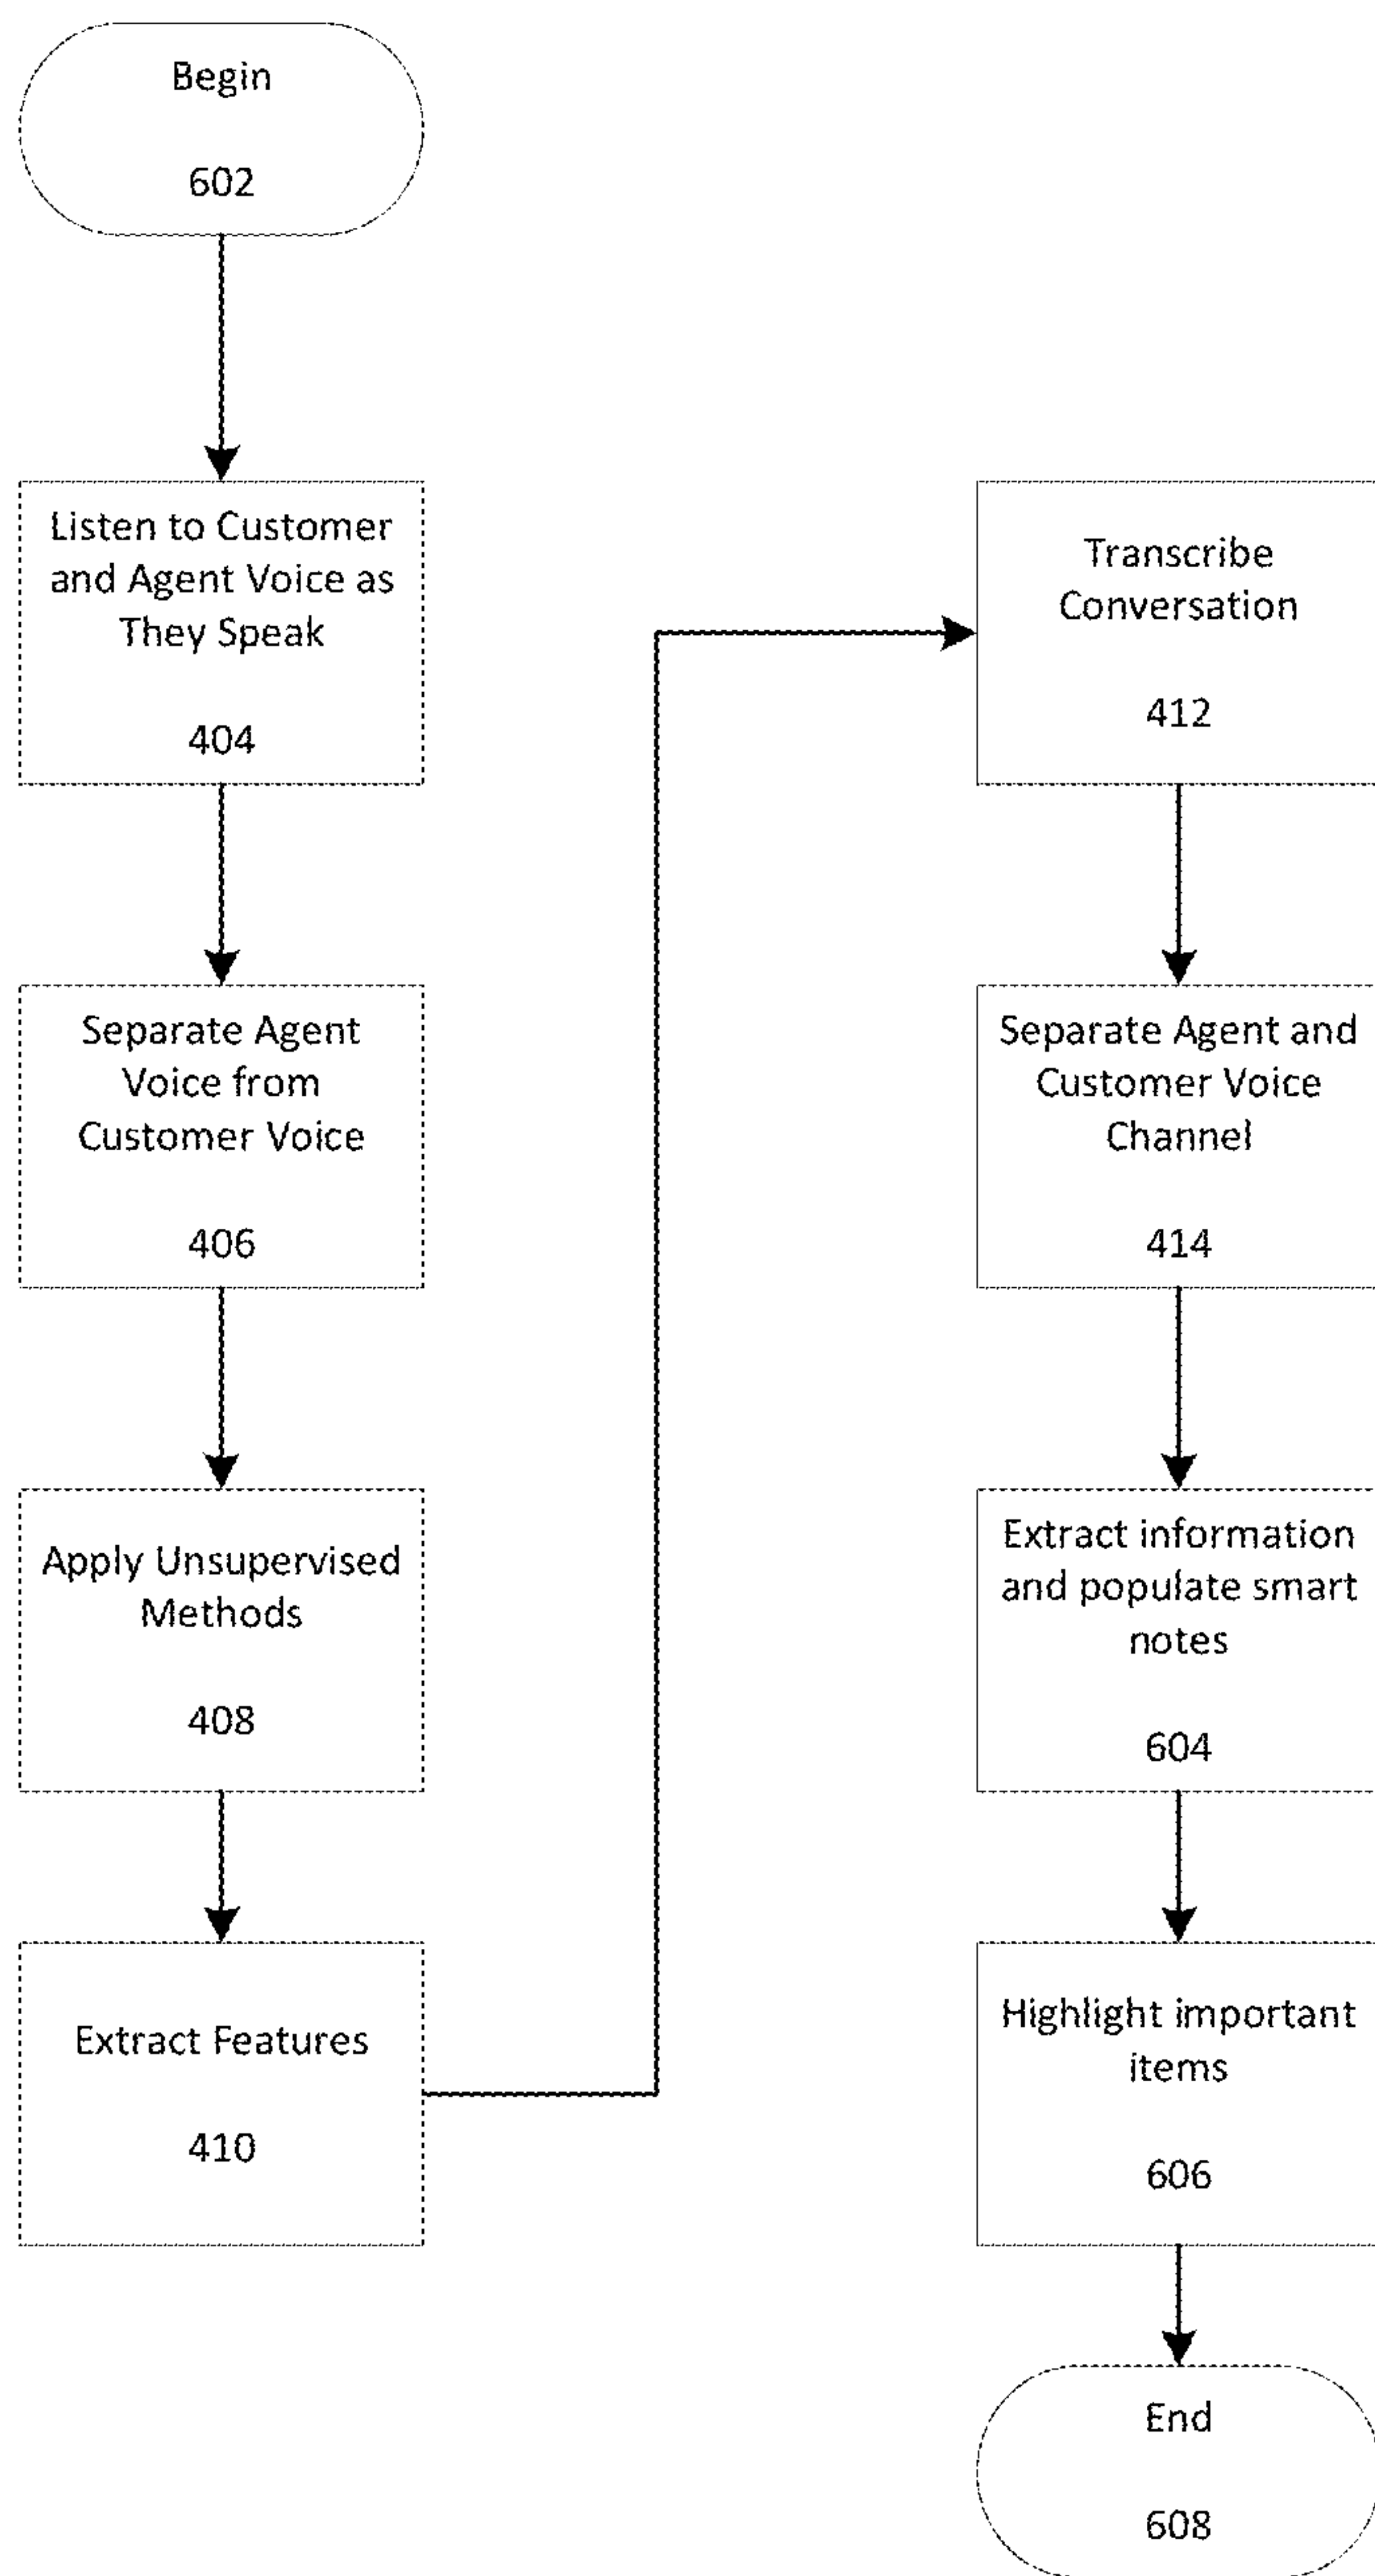 Begin
602
Listen to Customer
and Agent Voice as
They Speak
404
Separate Agent
Voice from
Customer Voice
406
Apply Unsupervised
Methods
408
Extract Features
410
Transcribe
Conversation
412
Separate Agent and
Customer Voice
Channel
414
Extract information
and populate smart
notes
604
Highlight important
items
606
End
608